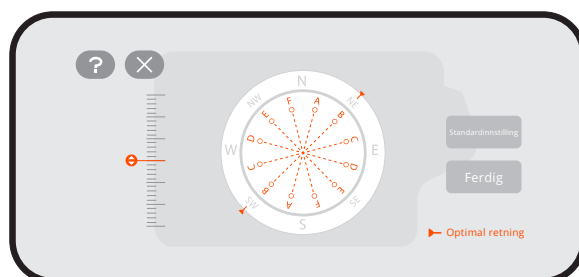 ?
N
NW
NE
F
A
E
B
D
C
W
E
C
D
B
E
A
F
SW
SE
S
Standardinnstilling
Ferdig
Optimal retning